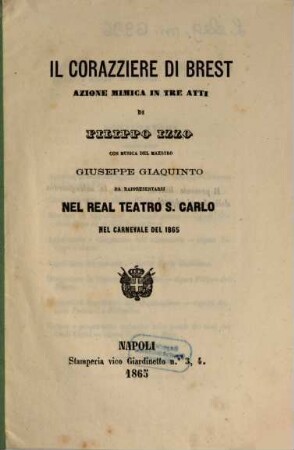 IL CORAZZIERE DI BREST
AZIONE MIMICA IN TRE ATTI
DI
FILIPPO IZZO
CON MUSICA DEL MAESTRO
GIUSEPPE GIAQUINTO
DA RAPPRESENTARSI
NEL REAL TEATRO S. CARLO
NEL CARNEVALE DEL 1865
NAPOLI
Stamperia vico Giardinetto n.° 3, 4.
1865